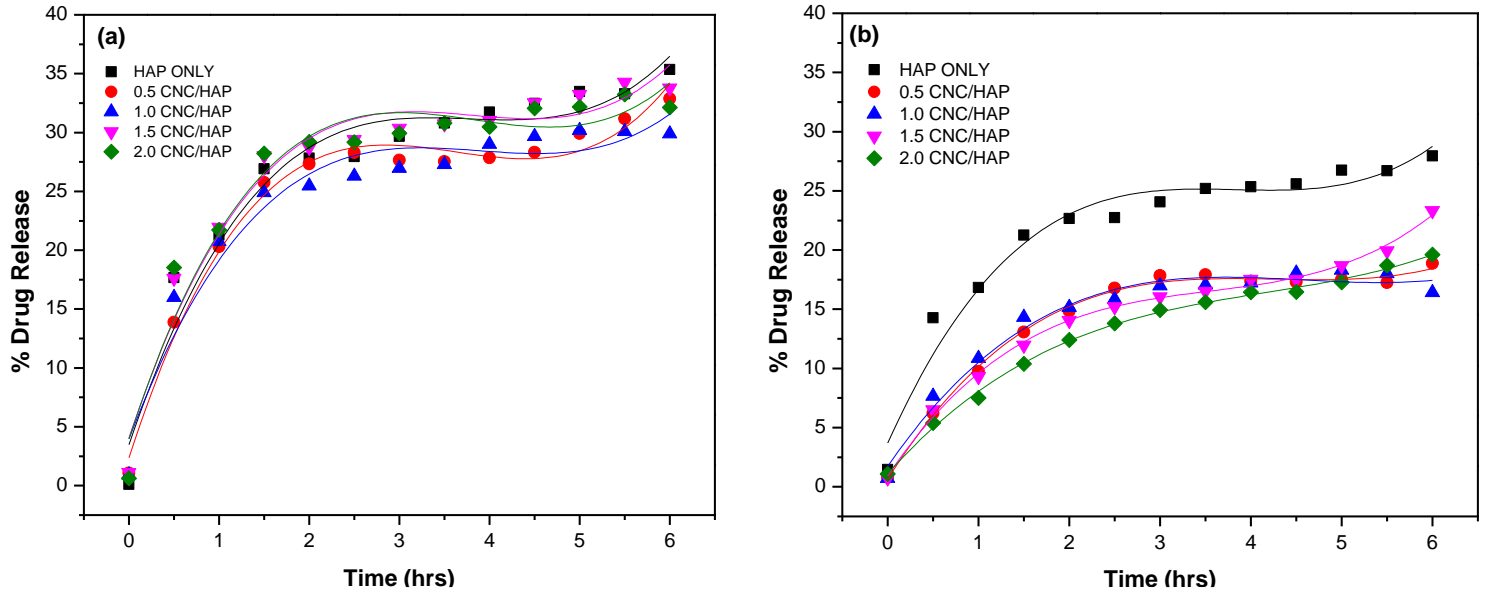 (a)
HAP ONLY
0.5 CNC/HAP
1.0 CNC/HAP
1.5 CNC/HAP
2.0 CNC/HAP
% Drug Release
40
35
30
25
20
15
10
5
0
0 1 2 3 4 5 6
Time (hrs)
(b)
HAP ONLY
0.5 CNC/HAP
1.0 CNC/HAP
1.5 CNC/HAP
2.0 CNC/HAP
% Drug Release
40
35
30
25
20
15
10
5
0
0 1 2 3 4 5 6
Time (hrs)